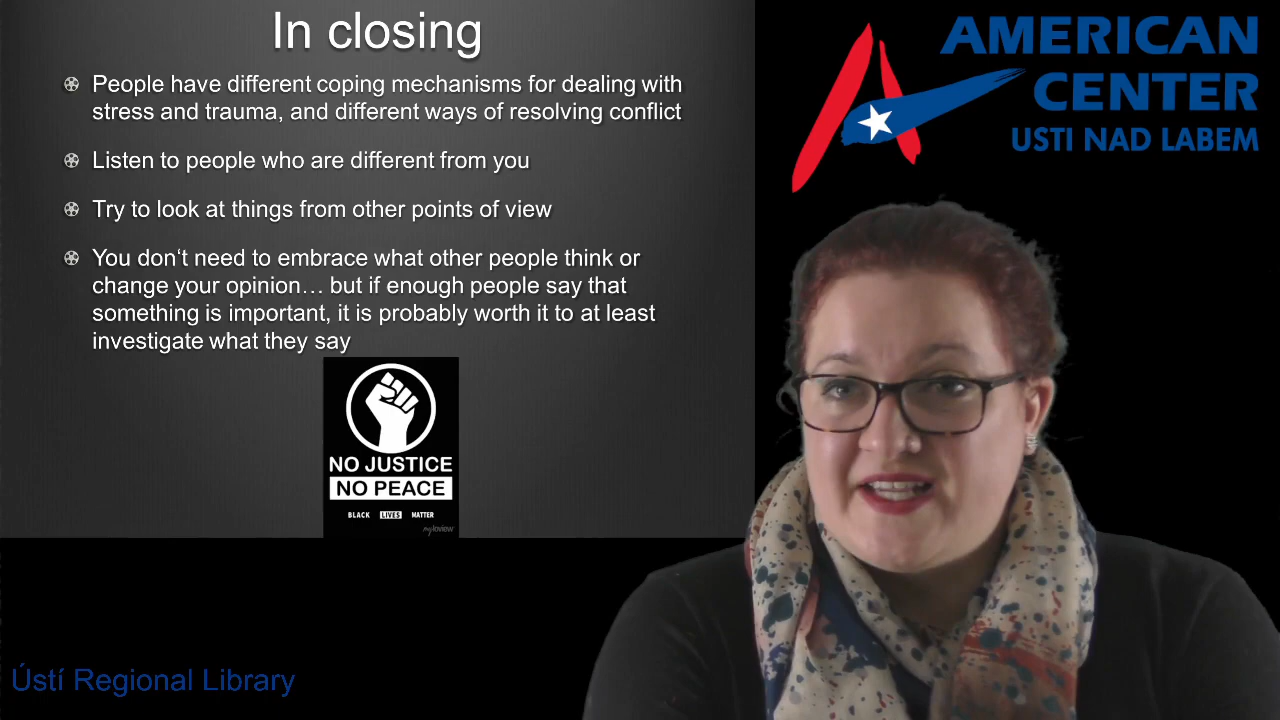 In closing
People have different coping mechanisms for dealing with
stress and trauma, and different ways of resolving conflict
Listen to people who are different from you
Try to look at things from other points of view
You don‘t need to embrace what other people think or
change your opinion… but if enough people say that
something is important, it is probably worth it to at least
investigate what they say
NO JUSTICE
NO PEACE
BLACK LIVES MATTER
AMERICAN
CENTER
USTI NAD LABEM
Ústí Regional Library